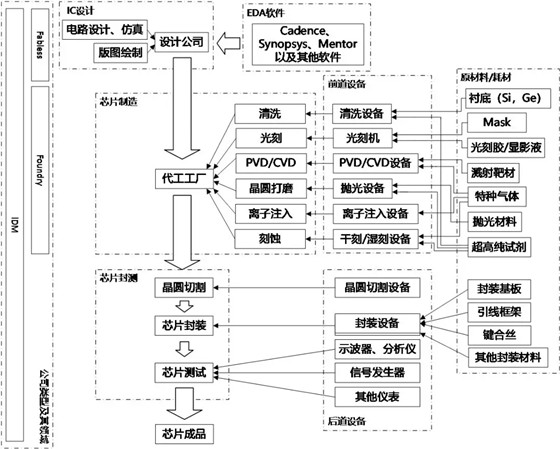 IC设计
EDA软件
电路设计、仿真
版图绘制
设计公司
Cadence、
Synopsys、Mentor
以及其他软件
Fabless
Foundry
IDM
公司类型及其领域
芯片制造
前道设备
原材料/耗材
清洗
清洗设备
衬底（Si，Ge）
Mask
光刻
光刻机
光刻胶/显影液
代工工厂
PVD/CVD
PVD/CVD设备
溅射靶材
晶圆打磨
抛光设备
特种气体
离子注入
离子注入设备
抛光材料
刻蚀
干刻/湿刻设备
超高纯试剂
芯片封测
晶圆切割
晶圆切割设备
封装基板
引线框架
芯片封装
封装设备
键合丝
示波器、分析仪
其他封装材料
芯片测试
信号发生器
其他仪表
后道设备
芯片成品